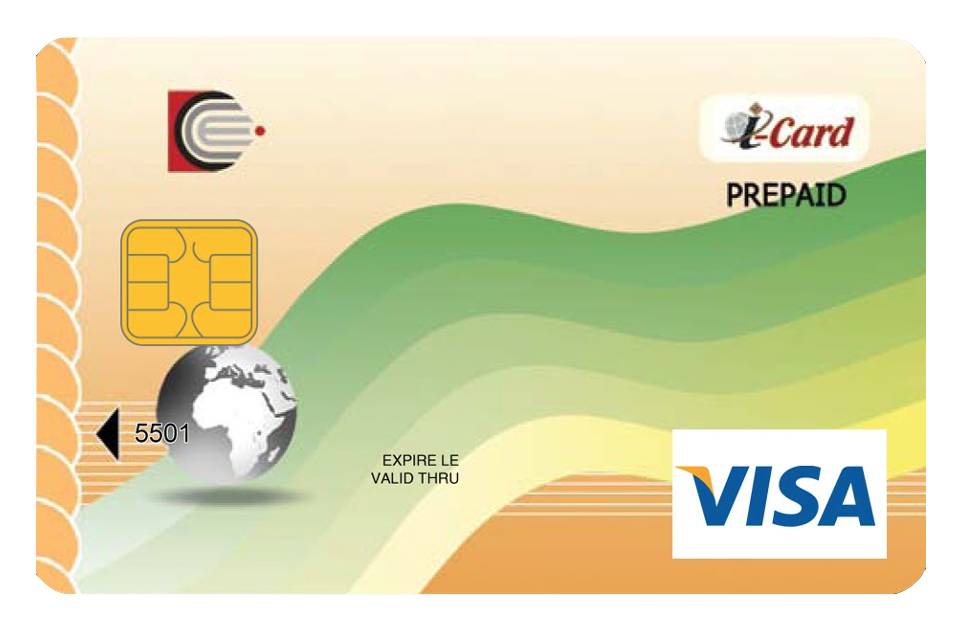 i-Card
PREPAID
5501
EXPIRE LE
VALID THRU
VISA